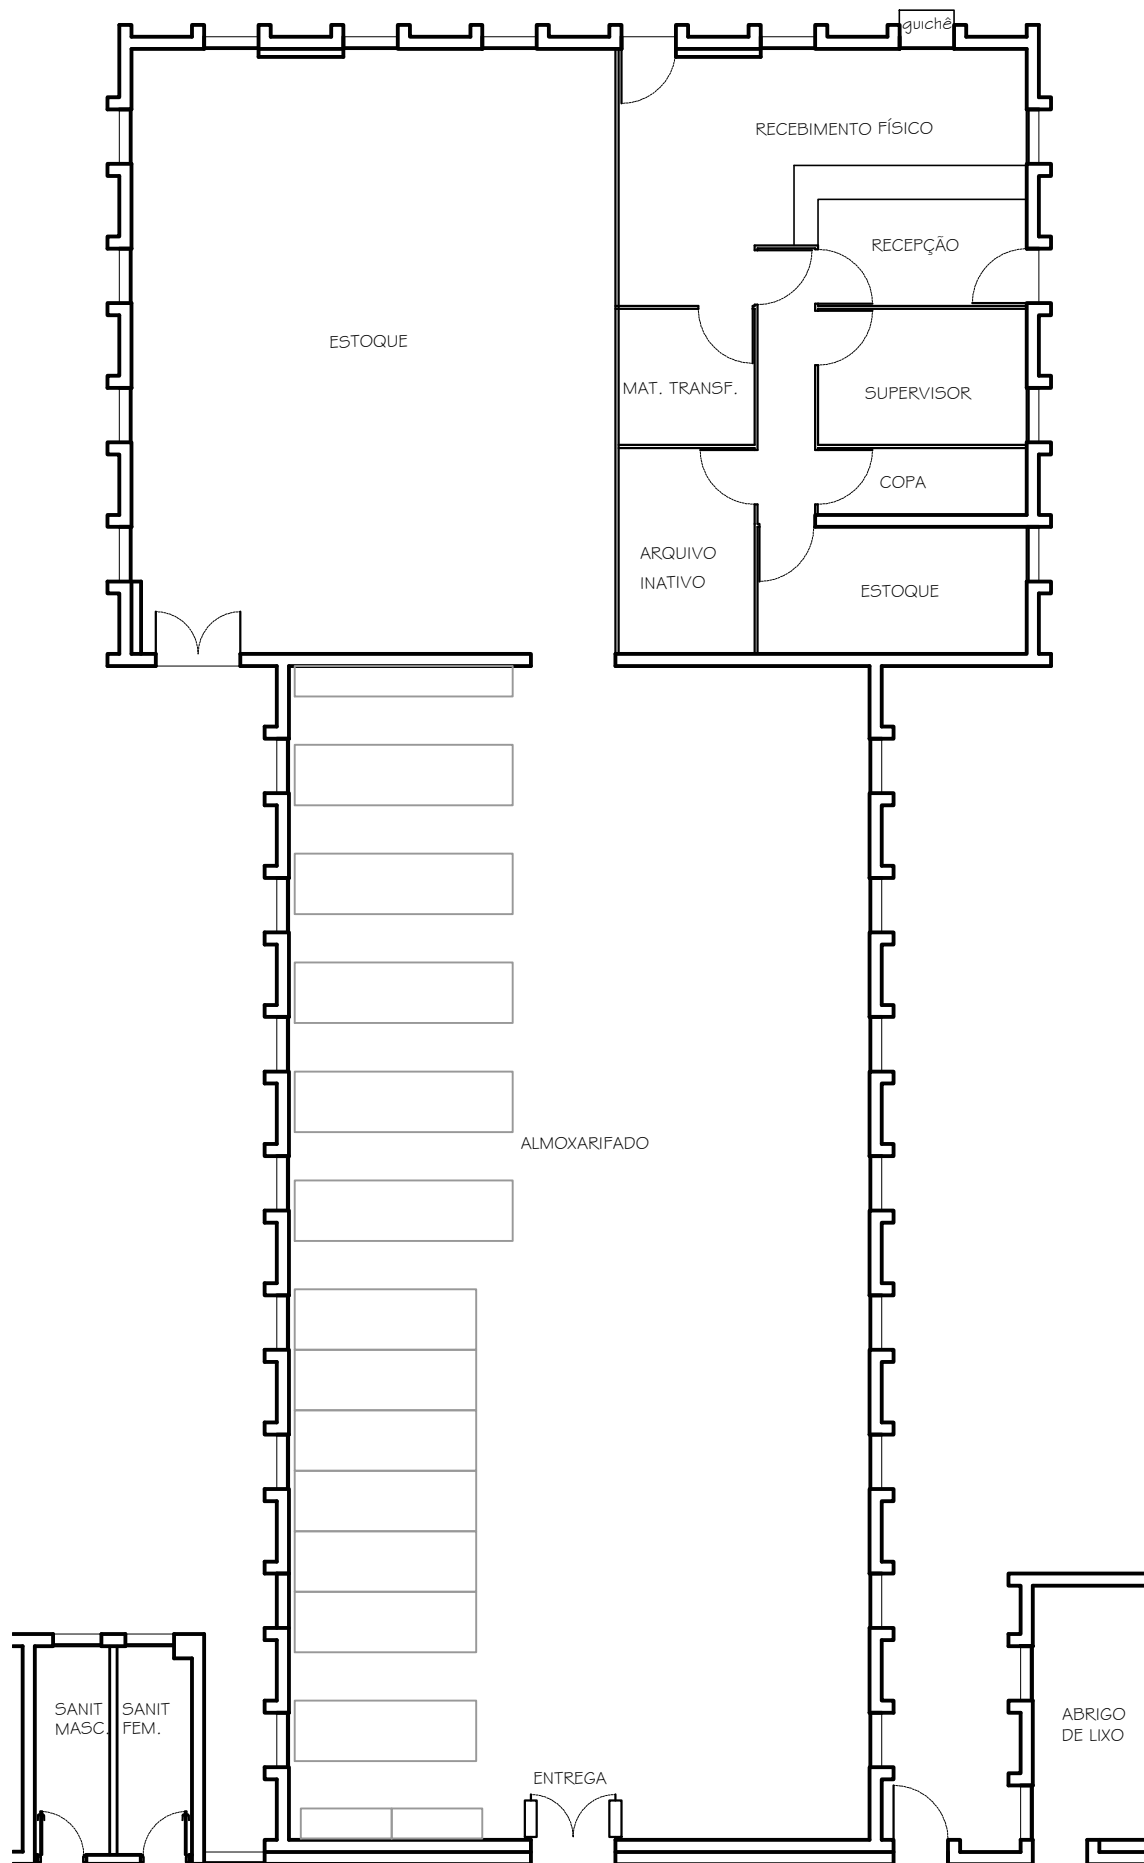 guichê
RECEBIMENTO FÍSICO
RECEPÇÃO
ESTOQUE
MAT. TRANSF.
SUPERVISOR
COPA
ARQUIVO
INATIVO
ESTOQUE
ALMOXARIFADO
SANIT
MASC.
SANIT
FEM.
ABRIGO
DE LIXO
ENTREGA